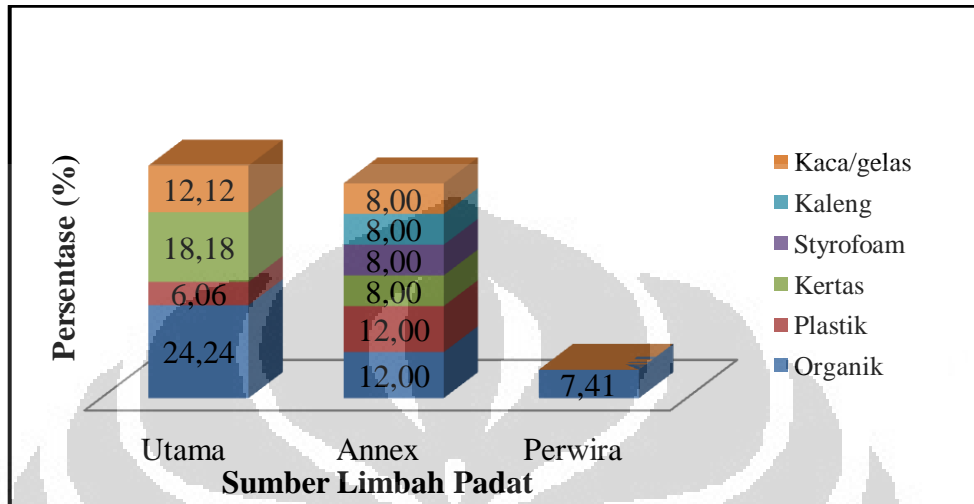 Persentase (%)
12,12
18,18
6,06
24,24
8,00
8,00
8,00
8,00
12,00
12,00
7,41
Utama
Annex
Perwira
Sumber Limbah Padat
Kaca/gelas
Kaleng
Styrofoam
Kertas
Plastik
Organik